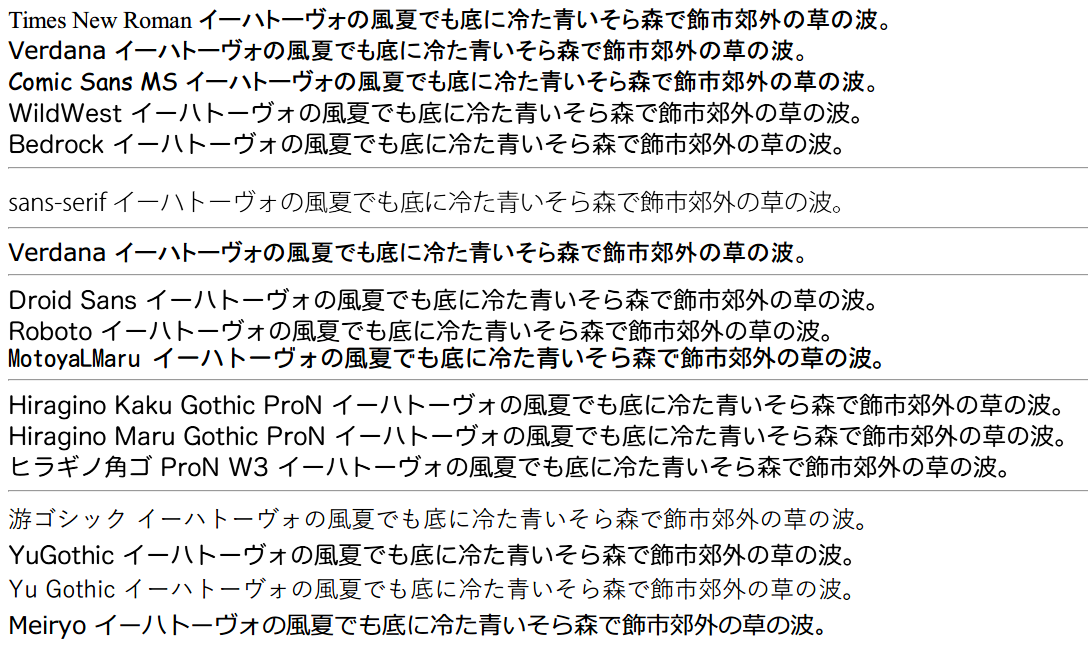 Times New Roman イーハトーヴォの風夏でも底に冷た青いそら森で飾市郊外の草の波。
Verdana イーハトーヴォの風夏でも底に冷た青いそら森で飾市郊外の草の波。
Comic Sans MS イーハトーヴォの風夏でも底に冷た青いそら森で飾市郊外の草の波。
WildWest イーハトーヴォの風夏でも底に冷た青いそら森で飾市郊外の草の波。
Bedrock イーハトーヴォの風夏でも底に冷た青いそら森で飾市郊外の草の波。
sans-serif イーハトーヴォの風夏でも底に冷た青いそら森で飾市郊外の草の波。
Verdana イーハトーヴォの風夏でも底に冷た青いそら森で飾市郊外の草の波。
Droid Sans イーハトーヴォの風夏でも底に冷た青いそら森で飾市郊外の草の波。
Roboto イーハトーヴォの風夏でも底に冷た青いそら森で飾市郊外の草の波。
MotoyaLMaru イーハトーヴォの風夏でも底に冷た青いそら森で飾市郊外の草の波。
Hiragino Kaku Gothic ProN イーハトーヴォの風夏でも底に冷た青いそら森で飾市郊外の草の波。
Hiragino Maru Gothic ProN イーハトーヴォの風夏でも底に冷た青いそら森で飾市郊外の草の波。
ヒラギノ角ゴ ProN W3 イーハトーヴォの風夏でも底に冷た青いそら森で飾市郊外の草の波。
游ゴシック イーハトーヴォの風夏でも底に冷た青いそら森で飾市郊外の草の波。
YuGothic イーハトーヴォの風夏でも底に冷た青いそら森で飾市郊外の草の波。
Yu Gothic イーハトーヴォの風夏でも底に冷た青いそら森で飾市郊外の草の波。
Meiryo イーハトーヴォの風夏でも底に冷た青いそら森で飾市郊外の草の波。